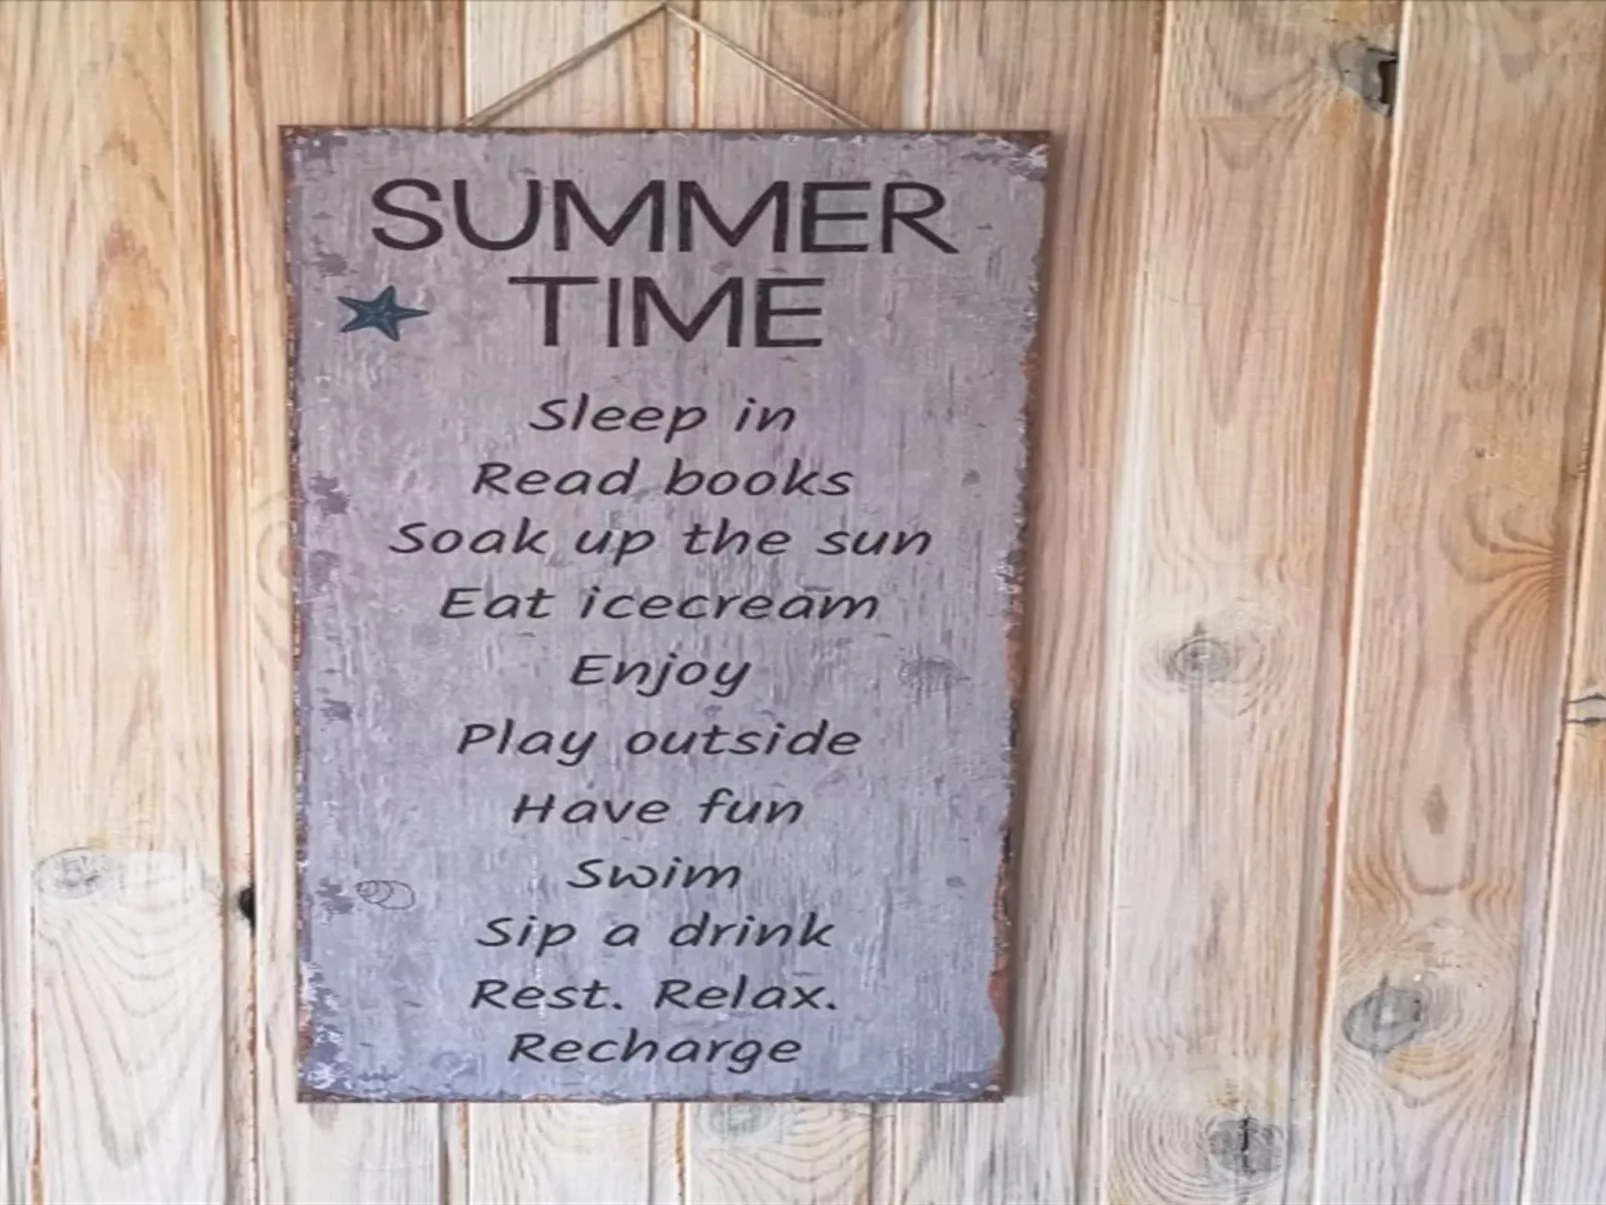 SUMMER
TIME
Sleep in
Read books
Soak up the sun
Eat icecream
Enjoy
Play outside
Have fun
Swim
Sip a drink
Rest. Relax.
Recharge